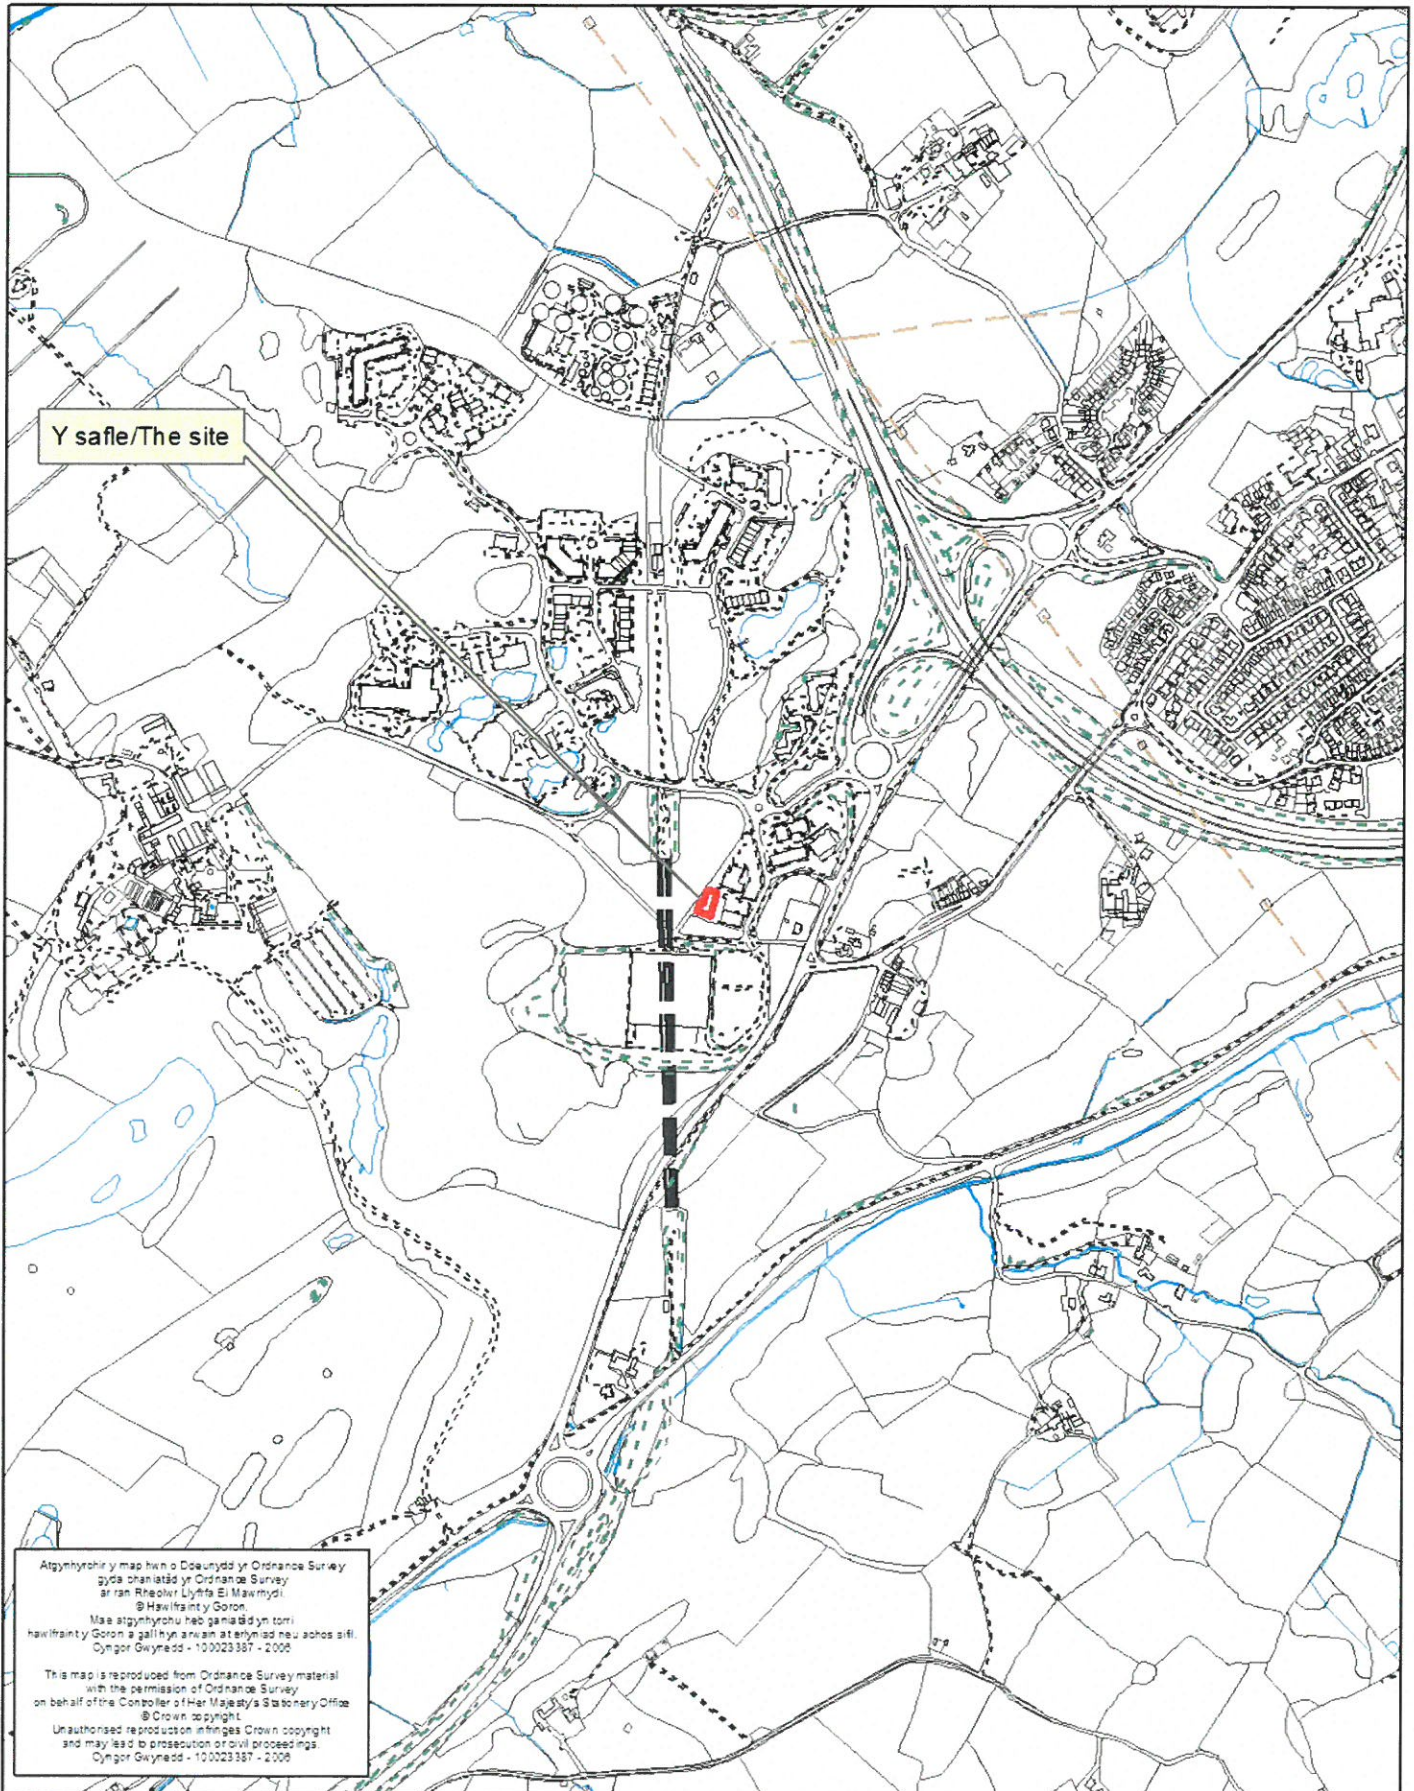 Y safle/The site
Atgynhyrchir y map hwn o Ddeunydd yr Ordnance Survey
gyda chaniatâd yr Ordnance Survey
ar ran Rheolwr Llyfrfa Ei Mawrhydi.
© Hawlfraint y Goron.
Mae atgynhyrchu heb ganiatâd yn torri
hawlfraint y Goron a gall hyn arwain at erlyniad neu achos sifil.
Cyngor Gwynedd - 100023387 - 2008
This map is reproduced from Ordnance Survey material
with the permission of Ordnance Survey
on behalf of the Controller of Her Majesty's Stationery Office
© Crown copyright.
Unauthorised reproduction infringes Crown copyright
and may lead to prosecution or civil proceedings.
Cyngor Gwynedd - 100023387 - 2008